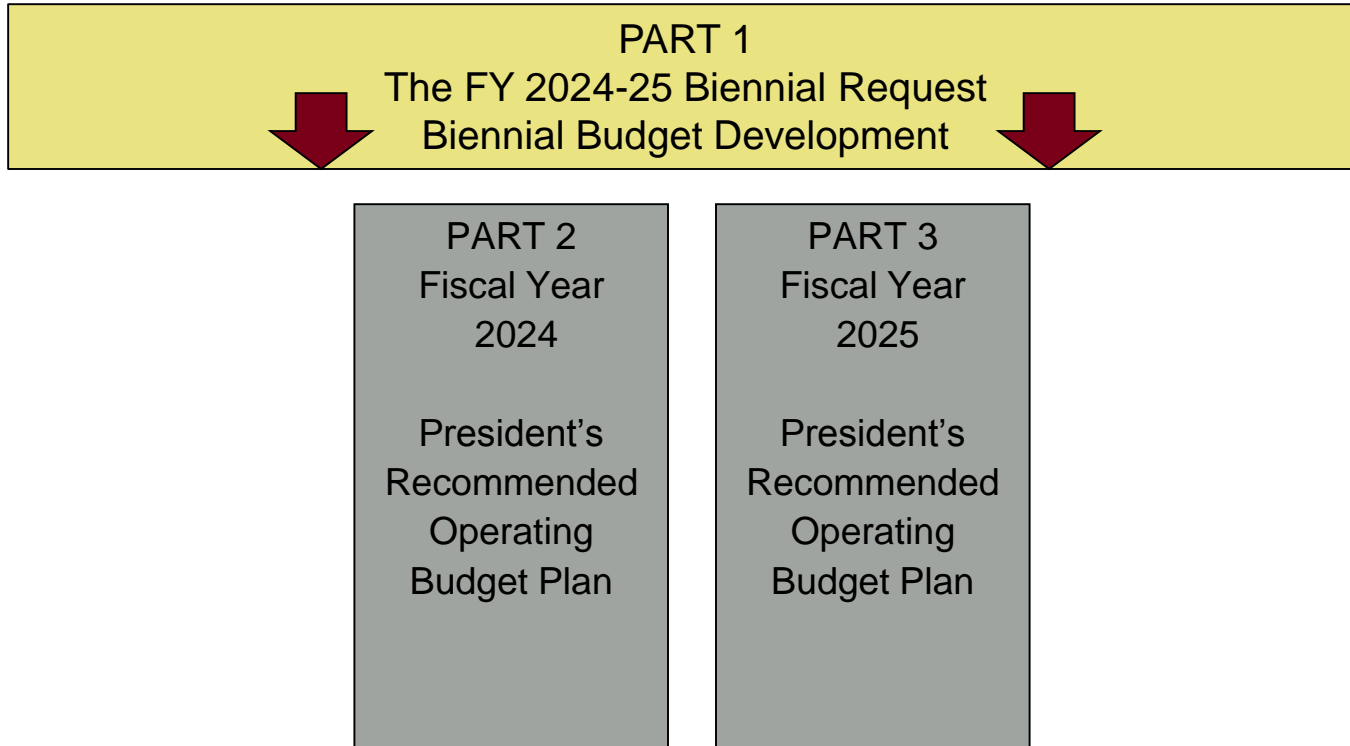 PART 1
The FY 2024-25 Biennial Request
Biennial Budget Development
PART 2
Fiscal Year
2024
President’s
Recommended
Operating
Budget Plan
PART 3
Fiscal Year
2025
President’s
Recommended
Operating
Budget Plan